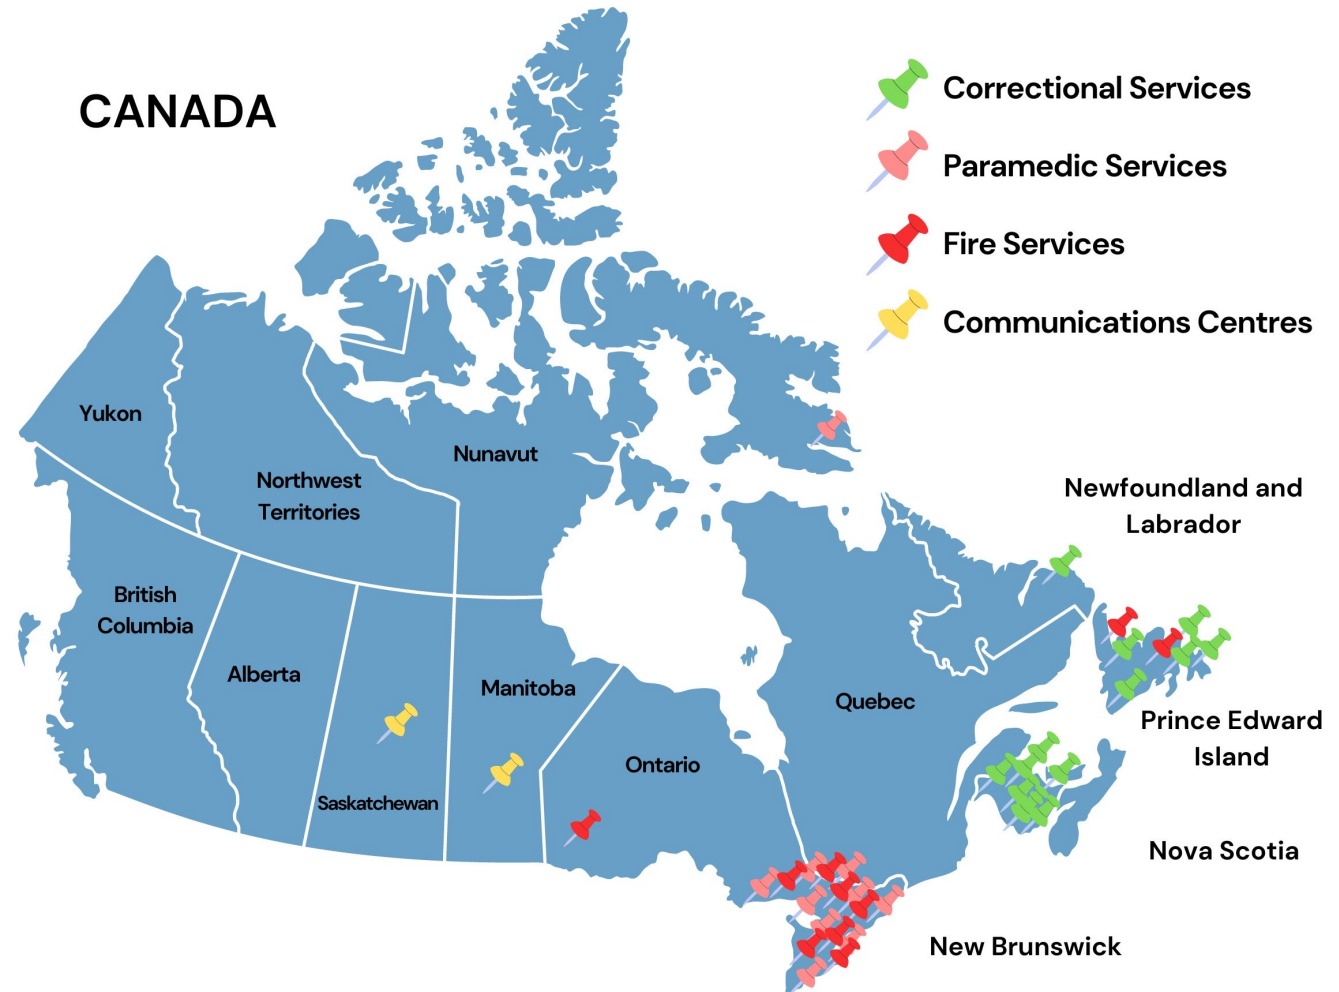 CANADA
Correctional Services
Paramedic Services
Fire Services
Communications Centres
Yukon
Nunavut
Northwest
Territories
Newfoundland and
Labrador
British
Columbia
Alberta
Manitoba
Quebec
Prince Edward
Island
Ontario
Saskatchewan
Nova Scotia
New Brunswick